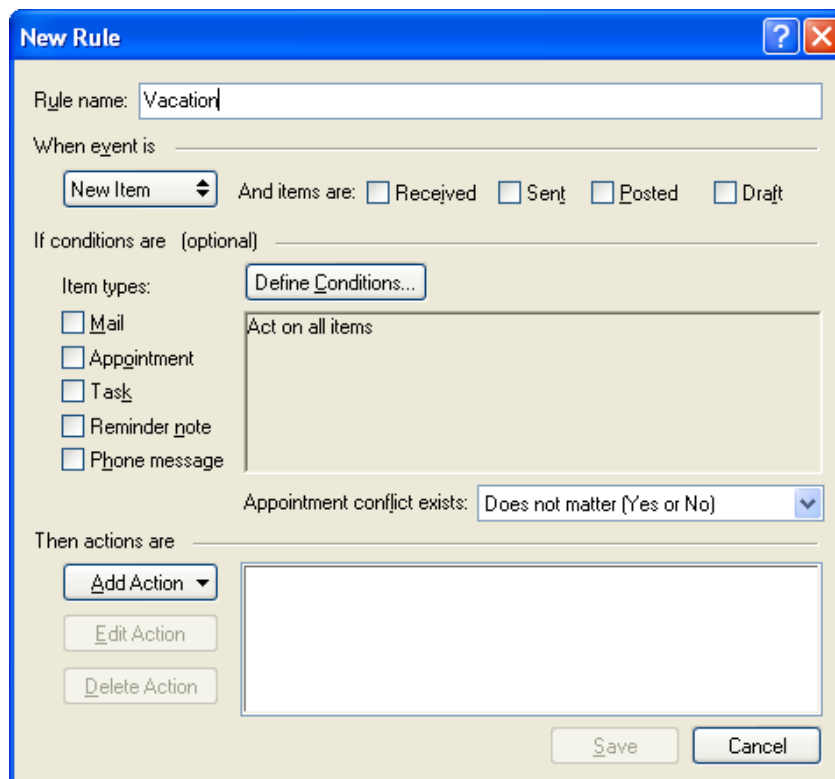 New Rule
Rule name: Vacation
When event is
New Item And items are: Received Sent Posted Draft
If conditions are (optional)
Item types: Define Conditions...
Mail
Act on all items
Appointment
Task
Reminder note
Phone message
Appointment conflict exists: Does not matter (Yes or No)
Then actions are
Add Action
Edit Action
Delete Action
Save Cancel